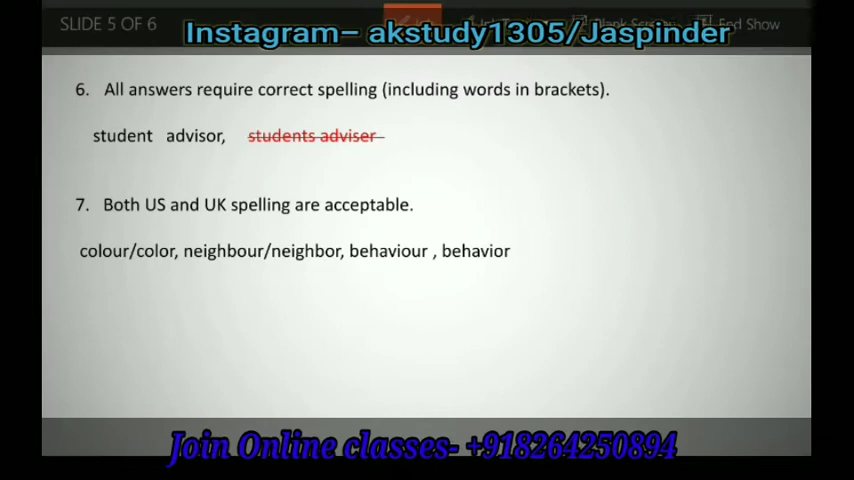 SLIDE 5 OF 6
End Show
Instagram– akstudy1305/Jaspinder
6. All answers require correct spelling (including words in brackets).
student advisor, students adviser
7. Both US and UK spelling are acceptable.
colour/color, neighbour/neighbor, behaviour , behavior
Join Online classes- +918264250894